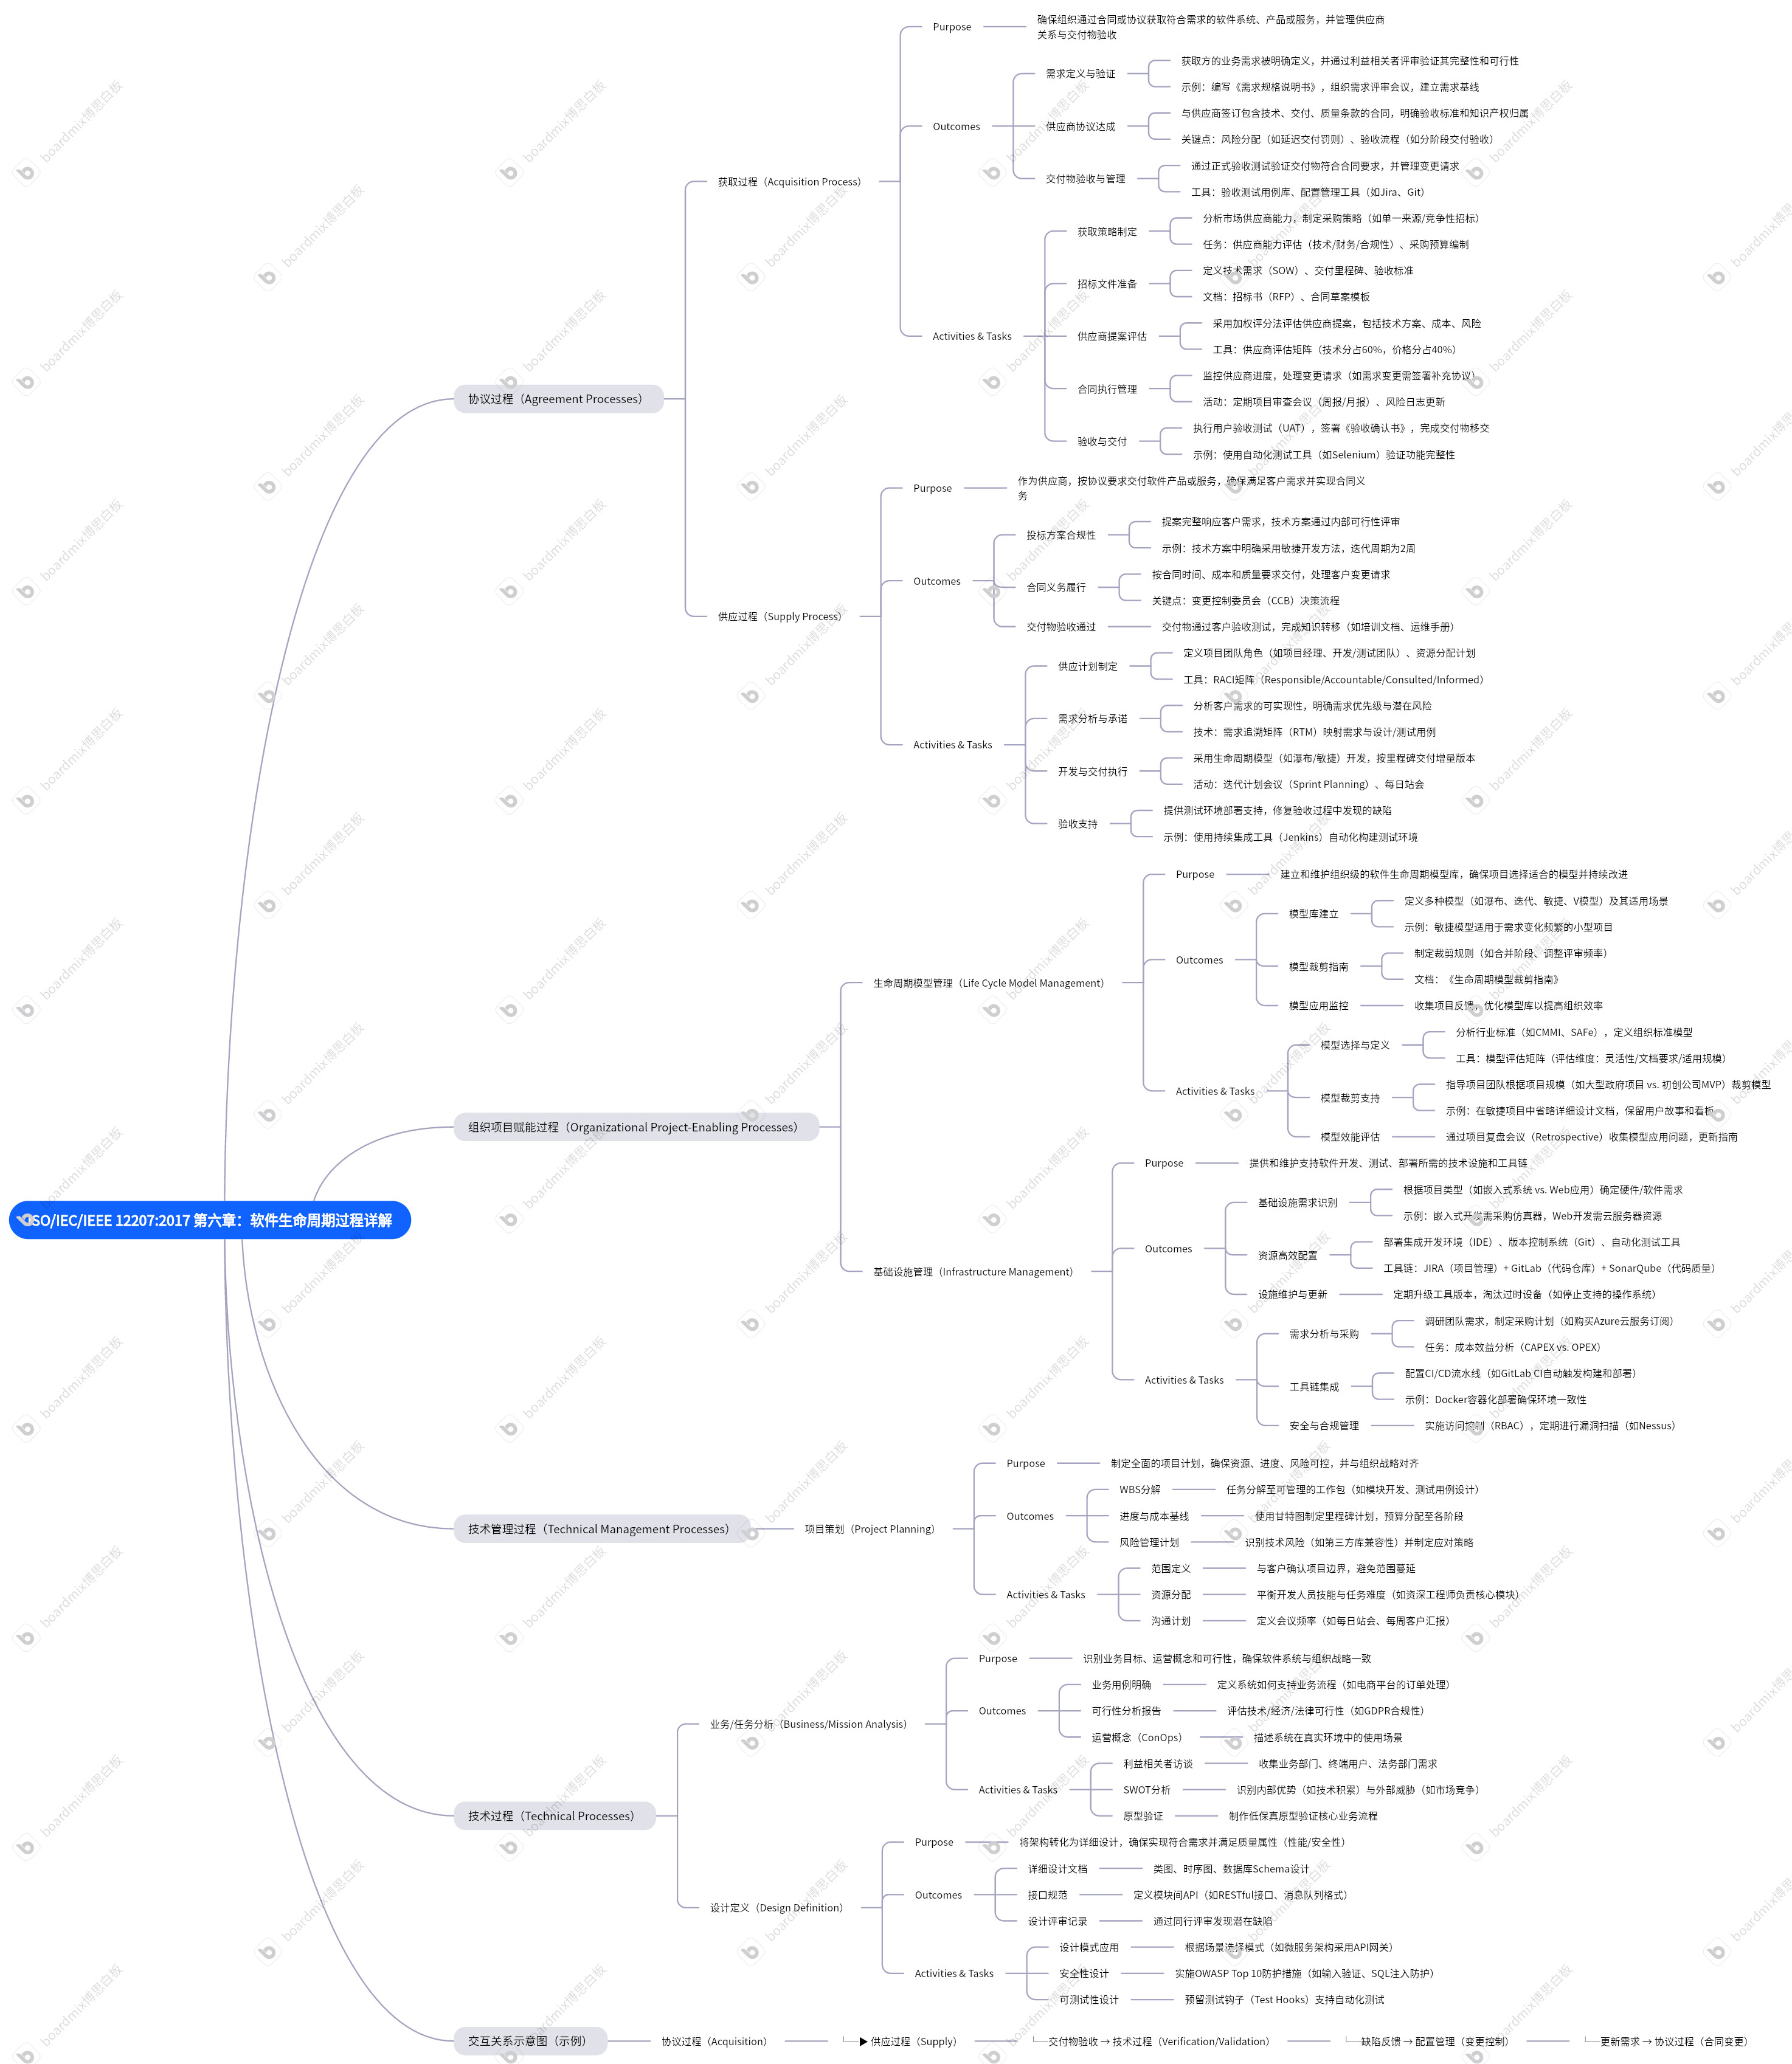 ISO/IEC/IEEE 12207:2017 第六章：软件生命周期过程详解
协议过程（Agreement Processes）
获取过程（Acquisition Process）
Purpose
确保组织通过合同或协议获取符合需求的软件系统、产品或服务，并管理供应商
关系与交付物验收
Outcomes
需求定义与验证
获取方的业务需求被明确定义，并通过利益相关者评审验证其完整性和可行性
示例：编写《需求规格说明书》，组织需求评审会议，建立需求基线
供应商协议达成
与供应商签订包含技术、交付、质量条款的合同，明确验收标准和知识产权归属
关键点：风险分配（如延迟交付罚则）、验收流程（如分阶段交付验收）
交付物验收与管理
通过正式验收测试验证交付物符合合同要求，并管理变更请求
工具：验收测试用例库、配置管理工具（如Jira、Git）
Activities & Tasks
获取策略制定
分析市场供应商能力，制定采购策略（如单一来源/竞争性招标）
任务：供应商能力评估（技术/财务/合规性）、采购预算编制
招标文件准备
定义技术需求（SOW）、交付里程碑、验收标准
文档：招标书（RFP）、合同草案模板
供应商提案评估
采用加权评分法评估供应商提案，包括技术方案、成本、风险
工具：供应商评估矩阵（技术分占60%，价格分占40%）
合同执行管理
监控供应商进度，处理变更请求（如需求变更需签署补充协议）
活动：定期项目审查会议（周报/月报）、风险日志更新
验收与交付
执行用户验收测试（UAT），签署《验收确认书》，完成交付物移交
示例：使用自动化测试工具（如Selenium）验证功能完整性
供应过程（Supply Process）
Purpose
作为供应商，按协议要求交付软件产品或服务，确保满足客户需求并实现合同义
务
Outcomes
投标方案合规性
提案完整响应客户需求，技术方案通过内部可行性评审
示例：技术方案中明确采用敏捷开发方法，迭代周期为2周
合同义务履行
按合同时间、成本和质量要求交付，处理客户变更请求
关键点：变更控制委员会（CCB）决策流程
交付物验收通过
交付物通过客户验收测试，完成知识转移（如培训文档、运维手册）
Activities & Tasks
供应计划制定
定义项目团队角色（如项目经理、开发/测试团队）、资源分配计划
工具：RACI矩阵（Responsible/Accountable/Consulted/Informed）
需求分析与承诺
分析客户需求的可实现性，明确需求优先级与潜在风险
技术：需求追溯矩阵（RTM）映射需求与设计/测试用例
开发与交付执行
采用生命周期模型（如瀑布/敏捷）开发，按里程碑交付增量版本
活动：迭代计划会议（Sprint Planning）、每日站会
验收支持
提供测试环境部署支持，修复验收过程中发现的缺陷
示例：使用持续集成工具（Jenkins）自动化构建测试环境
组织项目赋能过程（Organizational Project-Enabling Processes）
生命周期模型管理（Life Cycle Model Management）
Purpose
建立和维护组织级的软件生命周期模型库，确保项目选择适合的模型并持续改进
Outcomes
模型库建立
定义多种模型（如瀑布、迭代、敏捷、V模型）及其适用场景
示例：敏捷模型适用于需求变化频繁的小型项目
模型裁剪指南
制定裁剪规则（如合并阶段、调整评审频率）
文档：《生命周期模型裁剪指南》
模型应用监控
收集项目反馈，优化模型库以提高组织效率
Activities & Tasks
模型选择与定义
分析行业标准（如CMMI、SAFe），定义组织标准模型
工具：模型评估矩阵（评估维度：灵活性/文档要求/适用规模）
模型裁剪支持
指导项目团队根据项目规模（如大型政府项目 vs. 初创公司MVP）裁剪模型
示例：在敏捷项目中省略详细设计文档，保留用户故事和看板
模型效能评估
通过项目复盘会议（Retrospective）收集模型应用问题，更新指南
基础设施管理（Infrastructure Management）
Purpose
提供和维护支持软件开发、测试、部署所需的技术设施和工具链
Outcomes
基础设施需求识别
根据项目类型（如嵌入式系统 vs. Web应用）确定硬件/软件需求
示例：嵌入式开发需采购仿真器，Web开发需云服务器资源
资源高效配置
部署集成开发环境（IDE）、版本控制系统（Git）、自动化测试工具
工具链：JIRA（项目管理）+ GitLab（代码仓库）+ SonarQube（代码质量）
设施维护与更新
定期升级工具版本，淘汰过时设备（如停止支持的操作系统）
Activities & Tasks
需求分析与采购
调研团队需求，制定采购计划（如购买Azure云服务订阅）
任务：成本效益分析（CAPEX vs. OPEX）
工具链集成
配置CI/CD流水线（如GitLab CI自动触发构建和部署）
示例：Docker容器化部署确保环境一致性
安全与合规管理
实施访问控制（RBAC），定期进行漏洞扫描（如Nessus）
技术管理过程（Technical Management Processes）
项目策划（Project Planning）
Purpose
制定全面的项目计划，确保资源、进度、风险可控，并与组织战略对齐
Outcomes
WBS分解
任务分解至可管理的工作包（如模块开发、测试用例设计）
进度与成本基线
使用甘特图制定里程碑计划，预算分配至各阶段
风险管理计划
识别技术风险（如第三方库兼容性）并制定应对策略
Activities & Tasks
范围定义
与客户确认项目边界，避免范围蔓延
资源分配
平衡开发人员技能与任务难度（如资深工程师负责核心模块）
沟通计划
定义会议频率（如每日站会、每周客户汇报）
技术过程（Technical Processes）
业务/任务分析（Business/Mission Analysis）
Purpose
识别业务目标、运营概念和可行性，确保软件系统与组织战略一致
Outcomes
业务用例明确
定义系统如何支持业务流程（如电商平台的订单处理）
可行性分析报告
评估技术/经济/法律可行性（如GDPR合规性）
运营概念（ConOps）
描述系统在真实环境中的使用场景
Activities & Tasks
利益相关者访谈
收集业务部门、终端用户、法务部门需求
SWOT分析
识别内部优势（如技术积累）与外部威胁（如市场竞争）
原型验证
制作低保真原型验证核心业务流程
设计定义（Design Definition）
Purpose
将架构转化为详细设计，确保实现符合需求并满足质量属性（性能/安全性）
Outcomes
详细设计文档
类图、时序图、数据库Schema设计
接口规范
定义模块间API（如RESTful接口、消息队列格式）
设计评审记录
通过同行评审发现潜在缺陷
Activities & Tasks
设计模式应用
根据场景选择模式（如微服务架构采用API网关）
安全性设计
实施OWASP Top 10防护措施（如输入验证、SQL注入防护）
可测试性设计
预留测试钩子（Test Hooks）支持自动化测试
交互关系示意图（示例）
协议过程（Acquisition）
└─▶ 供应过程（Supply）
└─交付物验收 → 技术过程（Verification/Validation）
└─缺陷反馈 → 配置管理（变更控制）
└─更新需求 → 协议过程（合同变更）
boardmix博思白板